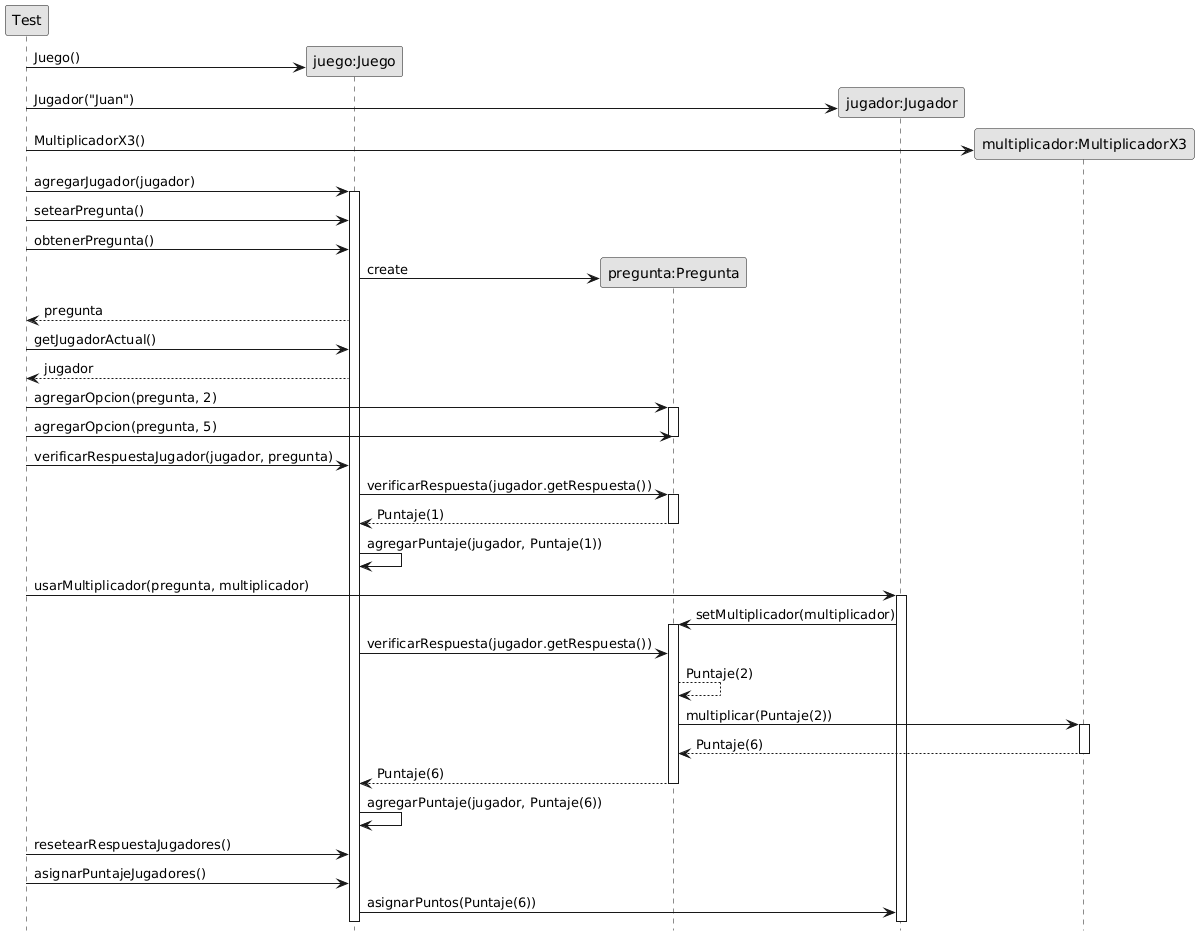 Test
Juego()
juego:Juego
Jugador("Juan")
jugador:Jugador
MultiplicadorX3()
multiplicador:MultiplicadorX3
agregarJugador(jugador)
setearPregunta()
obtenerPregunta()
create
pregunta:Pregunta
pregunta
getJugadorActual()
jugador
agregarOpcion(pregunta, 2)
agregarOpcion(pregunta, 5)
verificarRespuestaJugador(jugador, pregunta)
verificarRespuesta(jugador.getRespuesta())
Puntaje(1)
agregarPuntaje(jugador, Puntaje(1))
usarMultiplicador(pregunta, multiplicador)
setMultiplicador(multiplicador)
verificarRespuesta(jugador.getRespuesta())
Puntaje(2)
multiplicar(Puntaje(2))
Puntaje(6)
Puntaje(6)
agregarPuntaje(jugador, Puntaje(6))
resetearRespuestaJugadores()
asignarPuntajeJugadores()
asignarPuntos(Puntaje(6))